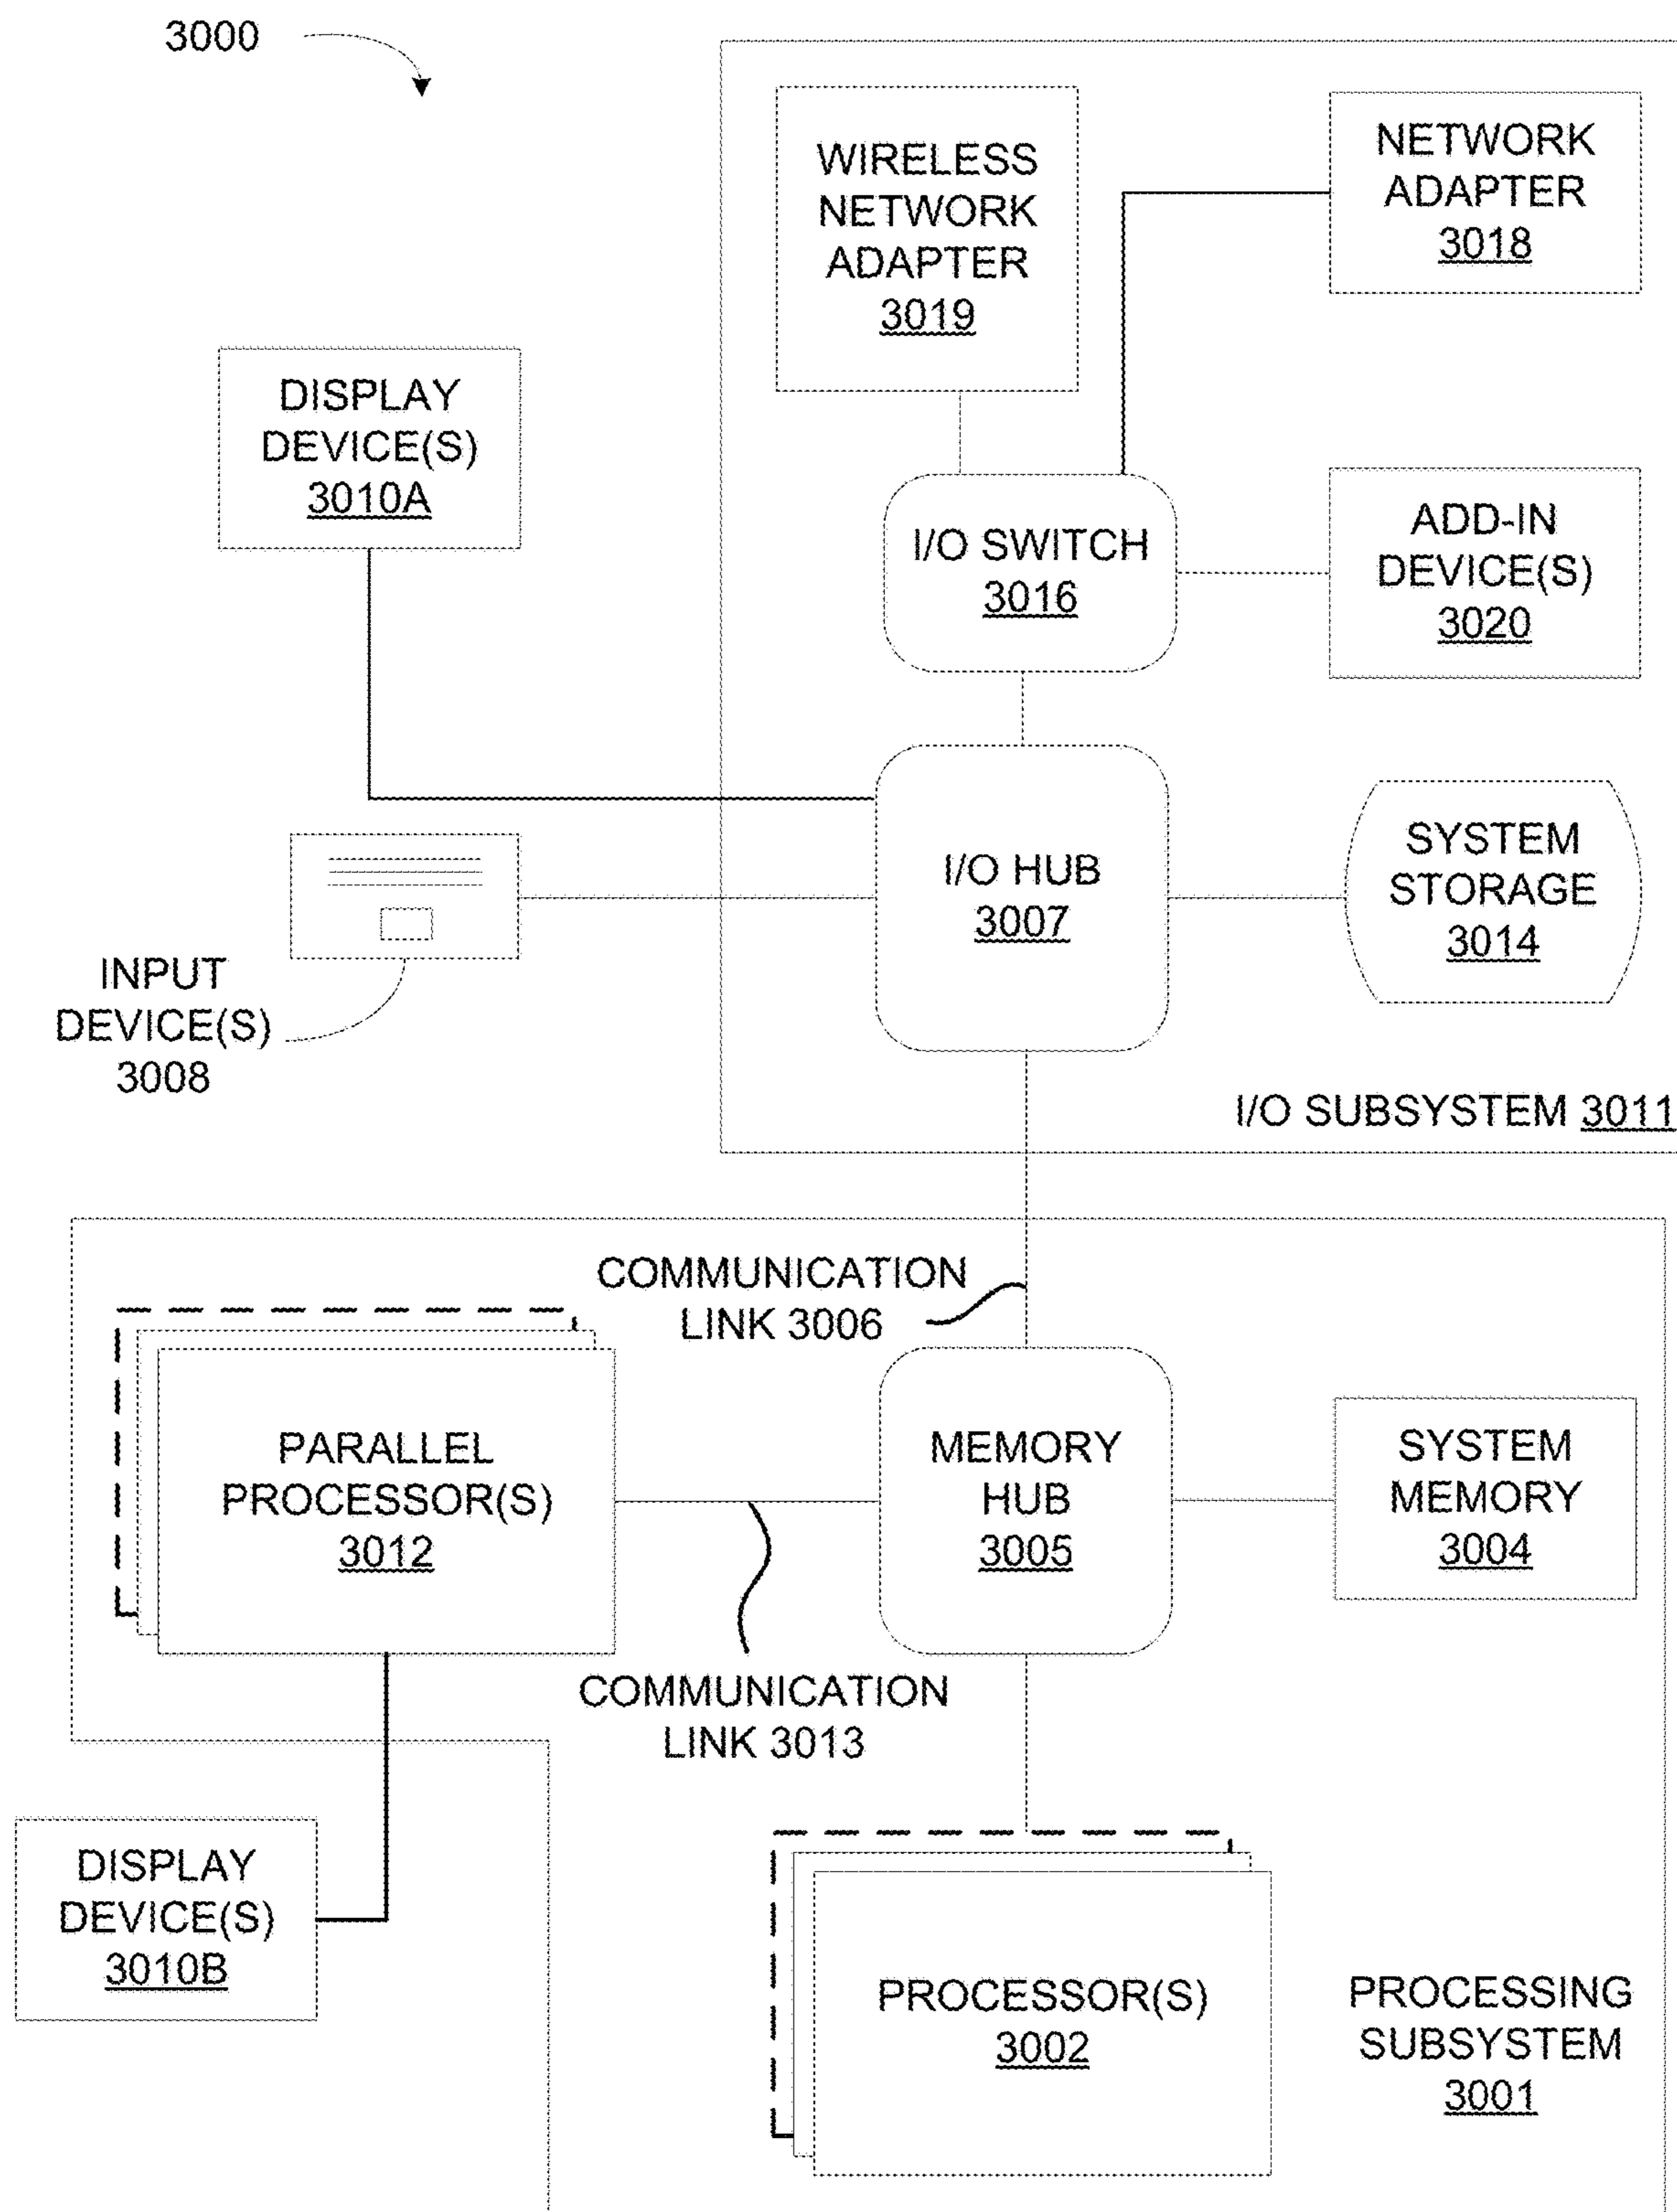 3000
WIRELESS
NETWORK
ADAPTER
3019
NETWORK
ADAPTER
3018
DISPLAY
DEVICE(S)
3010A
I/O SWITCH
3016
ADD-IN
DEVICE(S)
3020
I/O HUB
3007
SYSTEM
STORAGE
3014
INPUT
DEVICE(S)
3008
I/O SUBSYSTEM 3011
COMMUNICATION
LINK 3006
PARALLEL
PROCESSOR(S)
3012
MEMORY
HUB
3005
SYSTEM
MEMORY
3004
COMMUNICATION
LINK 3013
DISPLAY
DEVICE(S)
3010B
PROCESSOR(S)
3002
PROCESSING
SUBSYSTEM
3001